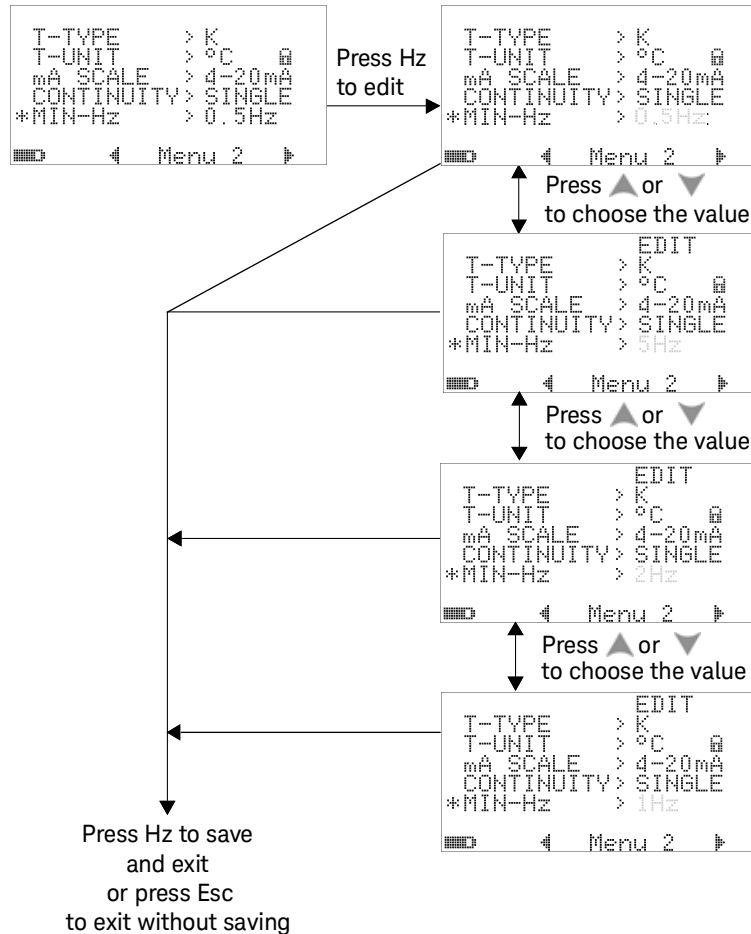 T-TYPE > K
T-UNIT > °C
mA SCALE > 4-20mA
CONTINUITY> SINGLE
*MIN-Hz > 0.5Hz
Menu 2
Press Hz
to edit
T-TYPE > K
T-UNIT > °C
mA SCALE > 4-20mA
CONTINUITY> SINGLE
*MIN-Hz > 0.5Hz
Menu 2
Press ▲ or ▼
to choose the value
EDIT
T-TYPE > K
T-UNIT > °C
mA SCALE > 4-20mA
CONTINUITY> SINGLE
*MIN-Hz > 5Hz
Menu 2
Press ▲ or ▼
to choose the value
EDIT
T-TYPE > K
T-UNIT > °C
mA SCALE > 4-20mA
CONTINUITY> SINGLE
*MIN-Hz > 2Hz
Menu 2
Press ▲ or ▼
to choose the value
EDIT
T-TYPE > K
T-UNIT > °C
mA SCALE > 4-20mA
CONTINUITY> SINGLE
*MIN-Hz > 1Hz
Menu 2
Press Hz to save
and exit
or press Esc
to exit without saving